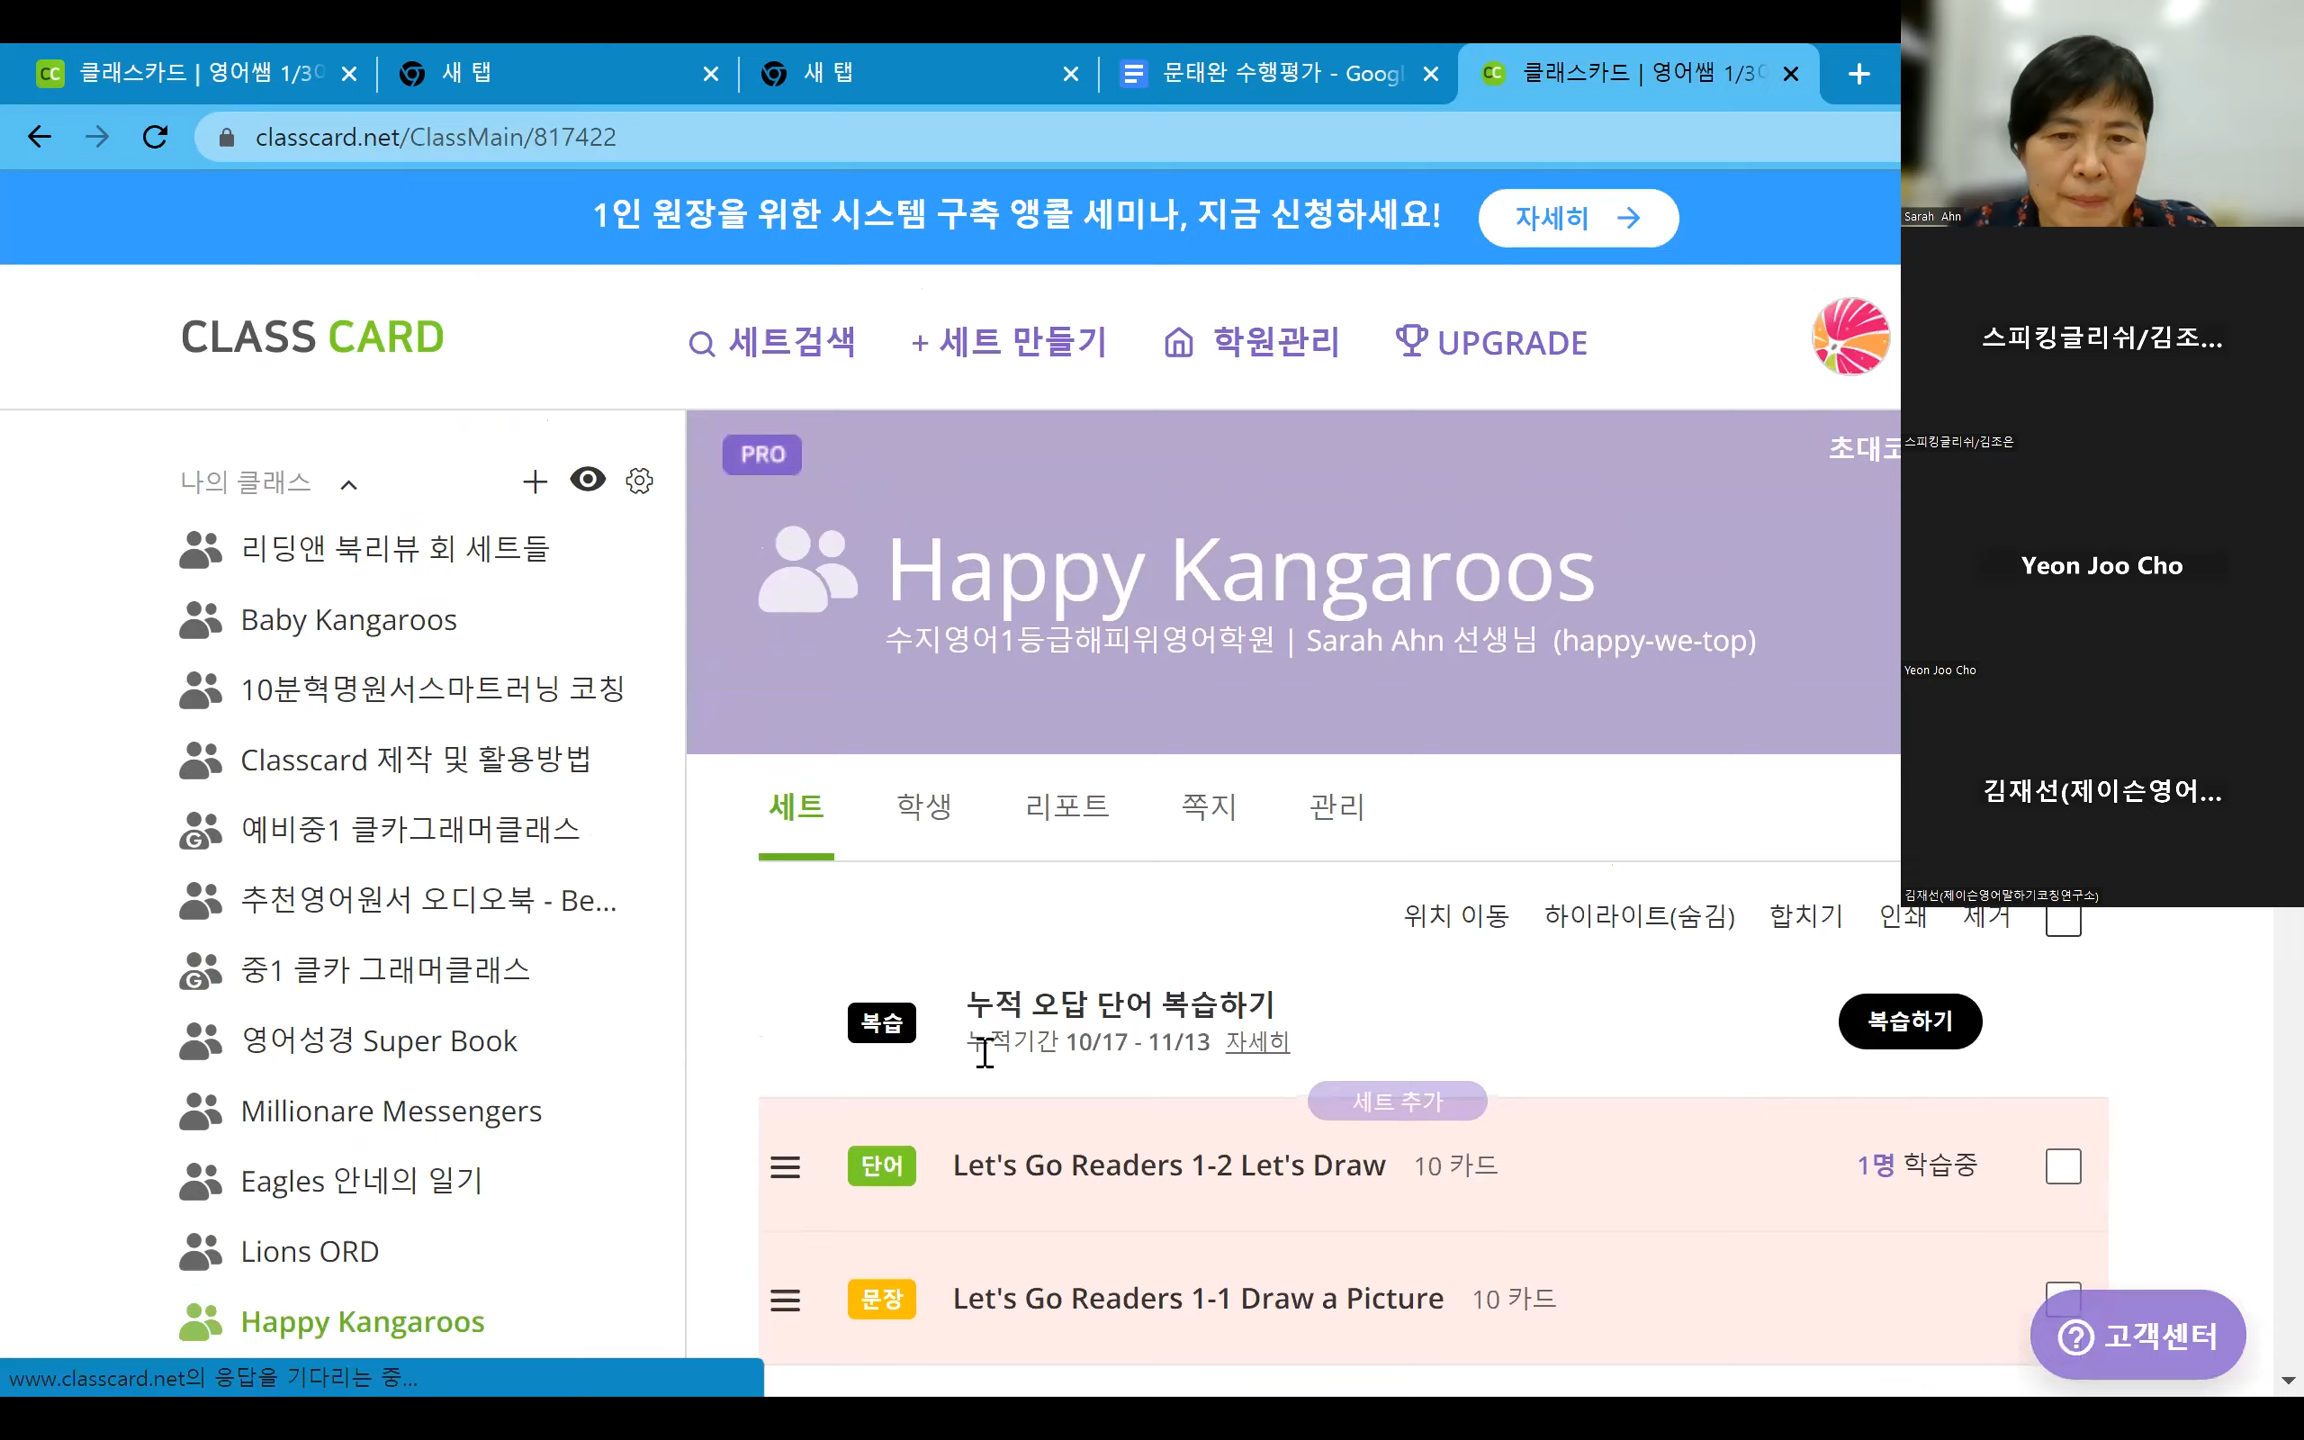 클래스카드 | 영어쌤 1/30
새 탭
새 탭
문태완 수행평가 - Googl
클래스카드 | 영어쌤 1/30
classcard.net/ClassMain/817422
1인 원장을 위한 시스템 구축 앵콜 세미나, 지금 신청하세요!
자세히
CLASS CARD
세트검색
+ 세트 만들기
학원관리
UPGRADE
나의 클래스
리딩앤 북리뷰 회 세트들
Baby Kangaroos
10분혁명원서스마트러닝 코칭
Classcard 제작 및 활용방법
예비중1 클카그래머클래스
추천영어원서 오디오북 - Be...
중1 클카 그래머클래스
영어성경 Super Book
Millionare Messengers
Eagles 안네의 일기
Lions ORD
Happy Kangaroos
www.classcard.net의 응답을 기다리는 중...
PRO
초대코
Happy Kangaroos
수지영어1등급해피위영어학원 | Sarah Ahn 선생님 (happy-we-top)
세트
학생
리포트
쪽지
관리
위치 이동
하이라이트(숨김)
합치기
인쇄
제거
복습
누적 오답 단어 복습하기
누적기간 10/17 - 11/13 자세히
복습하기
세트 추가
단어
Let's Go Readers 1-2 Let's Draw 10 카드
1명 학습중
문장
Let's Go Readers 1-1 Draw a Picture 10 카드
고객센터
Sarah Ahn
스피킹글리쉬/김조...
스피킹글리쉬/김조은
Yeon Joo Cho
Yeon Joo Cho
김재선(제이슨영어...
김재선(제이슨영어말하기코칭연구소)